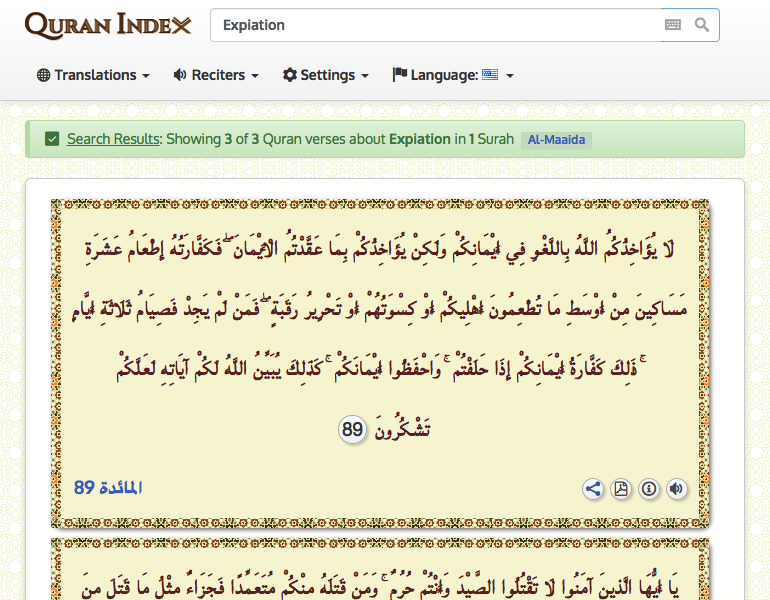 QURAN INDEX
Expiation
Translations
Reciters
Settings
Language:
Search Results: Showing 3 of 3 Quran verses about Expiation in 1 Surah Al-Maaida
لَا يُؤَاخِذُكُمُ اللَّهُ بِاللَّغْوِ فِي أَيْمَانِكُمْ وَلَٰكِنْ يُؤَاخِذُكُمْ بِمَا عَقَّدْتُمُ الْأَيْمَانَ ۖ فَكَفَّارَتُهُ إِطْعَامُ عَشَرَةِ
مَسَاكِينَ مِنْ أَوْسَطِ مَا تُطْعِمُونَ أَهْلِيكُمْ أَوْ كِسْوَتُهُمْ أَوْ تَحْرِيرُ رَقَبَةٍ ۖ فَمَنْ لَمْ يَجِدْ فَصِيَامُ ثَلَاثَةِ أَيَّامٍ
ۚ ذَٰلِكَ كَفَّارَةُ أَيْمَانِكُمْ إِذَا حَلَفْتُمْ ۚ وَاحْفَظُوا أَيْمَانَكُمْ ۚ كَذَٰلِكَ يُبَيِّنُ اللَّهُ لَكُمْ آيَاتِهِ لَعَلَّكُمْ
تَشْكُرُونَ 89
المائدة 89
يَا أَيُّهَا الَّذِينَ آمَنُوا لَا تَقْتُلُوا الصَّيْدَ وَأَنْتُمْ حُرُمٌ ۚ وَمَنْ قَتَلَهُ مِنْكُمْ مُتَعَمِّدًا فَجَزَاءٌ مِثْلُ مَا قَتَلَ مِنَ